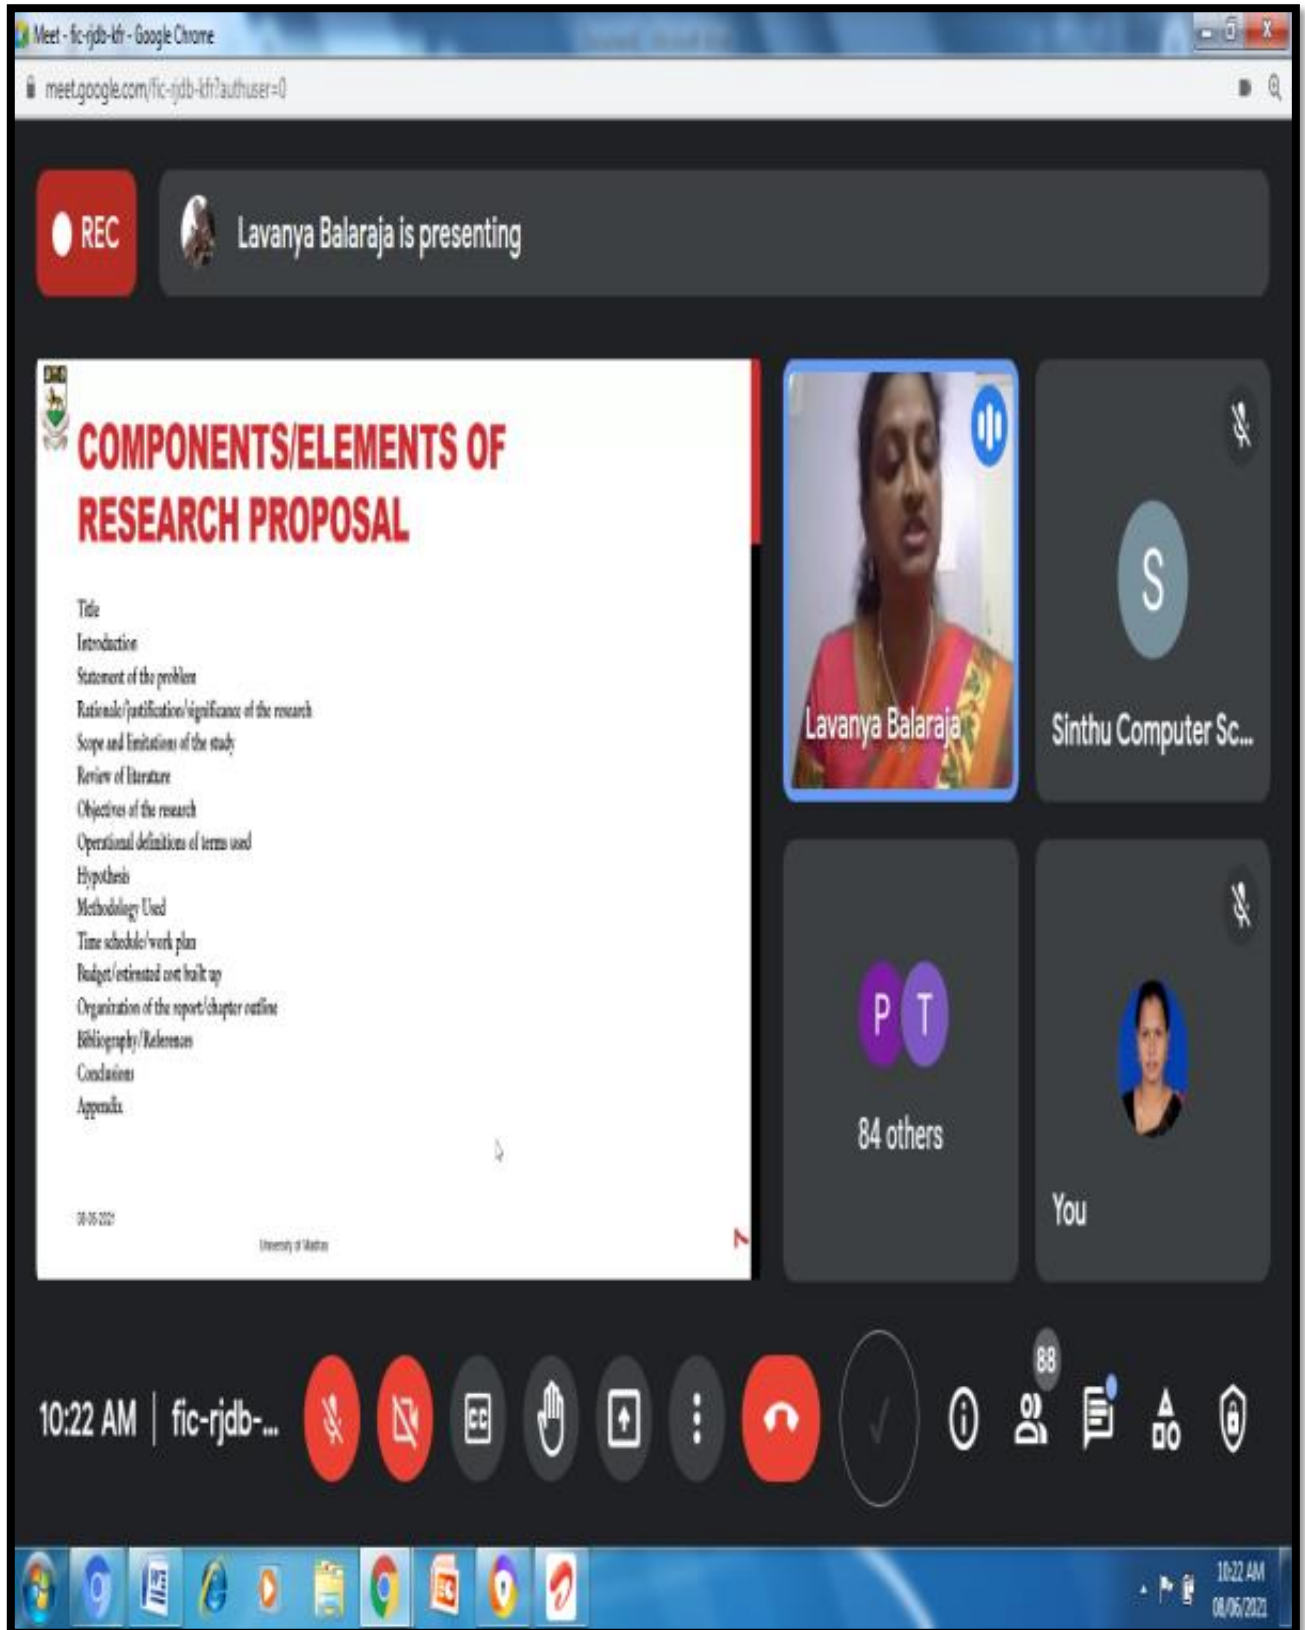 Meet - fic-rjdb-kfr - Google Chrome
meet.google.com/fic-rjdb-kfr?authuser=0
REC
Lavanya Balaraja is presenting
COMPONENTS/ELEMENTS OF
RESEARCH PROPOSAL
Title
Introduction
Statement of the problem
Rationale/justification/significance of the research
Scope and limitations of the study
Review of literature
Objectives of the research
Operational definitions of terms used
Hypothesis
Methodology Used
Time schedule/work plan
Budget/estimated cost built up
Organization of the report/chapter outline
Bibliography/References
Conclusions
Appendix
08-06-2021
University of Madras
7
Lavanya Balaraja
S
Sinthu Computer Sc...
P T
84 others
You
10:22 AM | fic-rjdb-...
CC
88
10:22 AM
08/06/2021